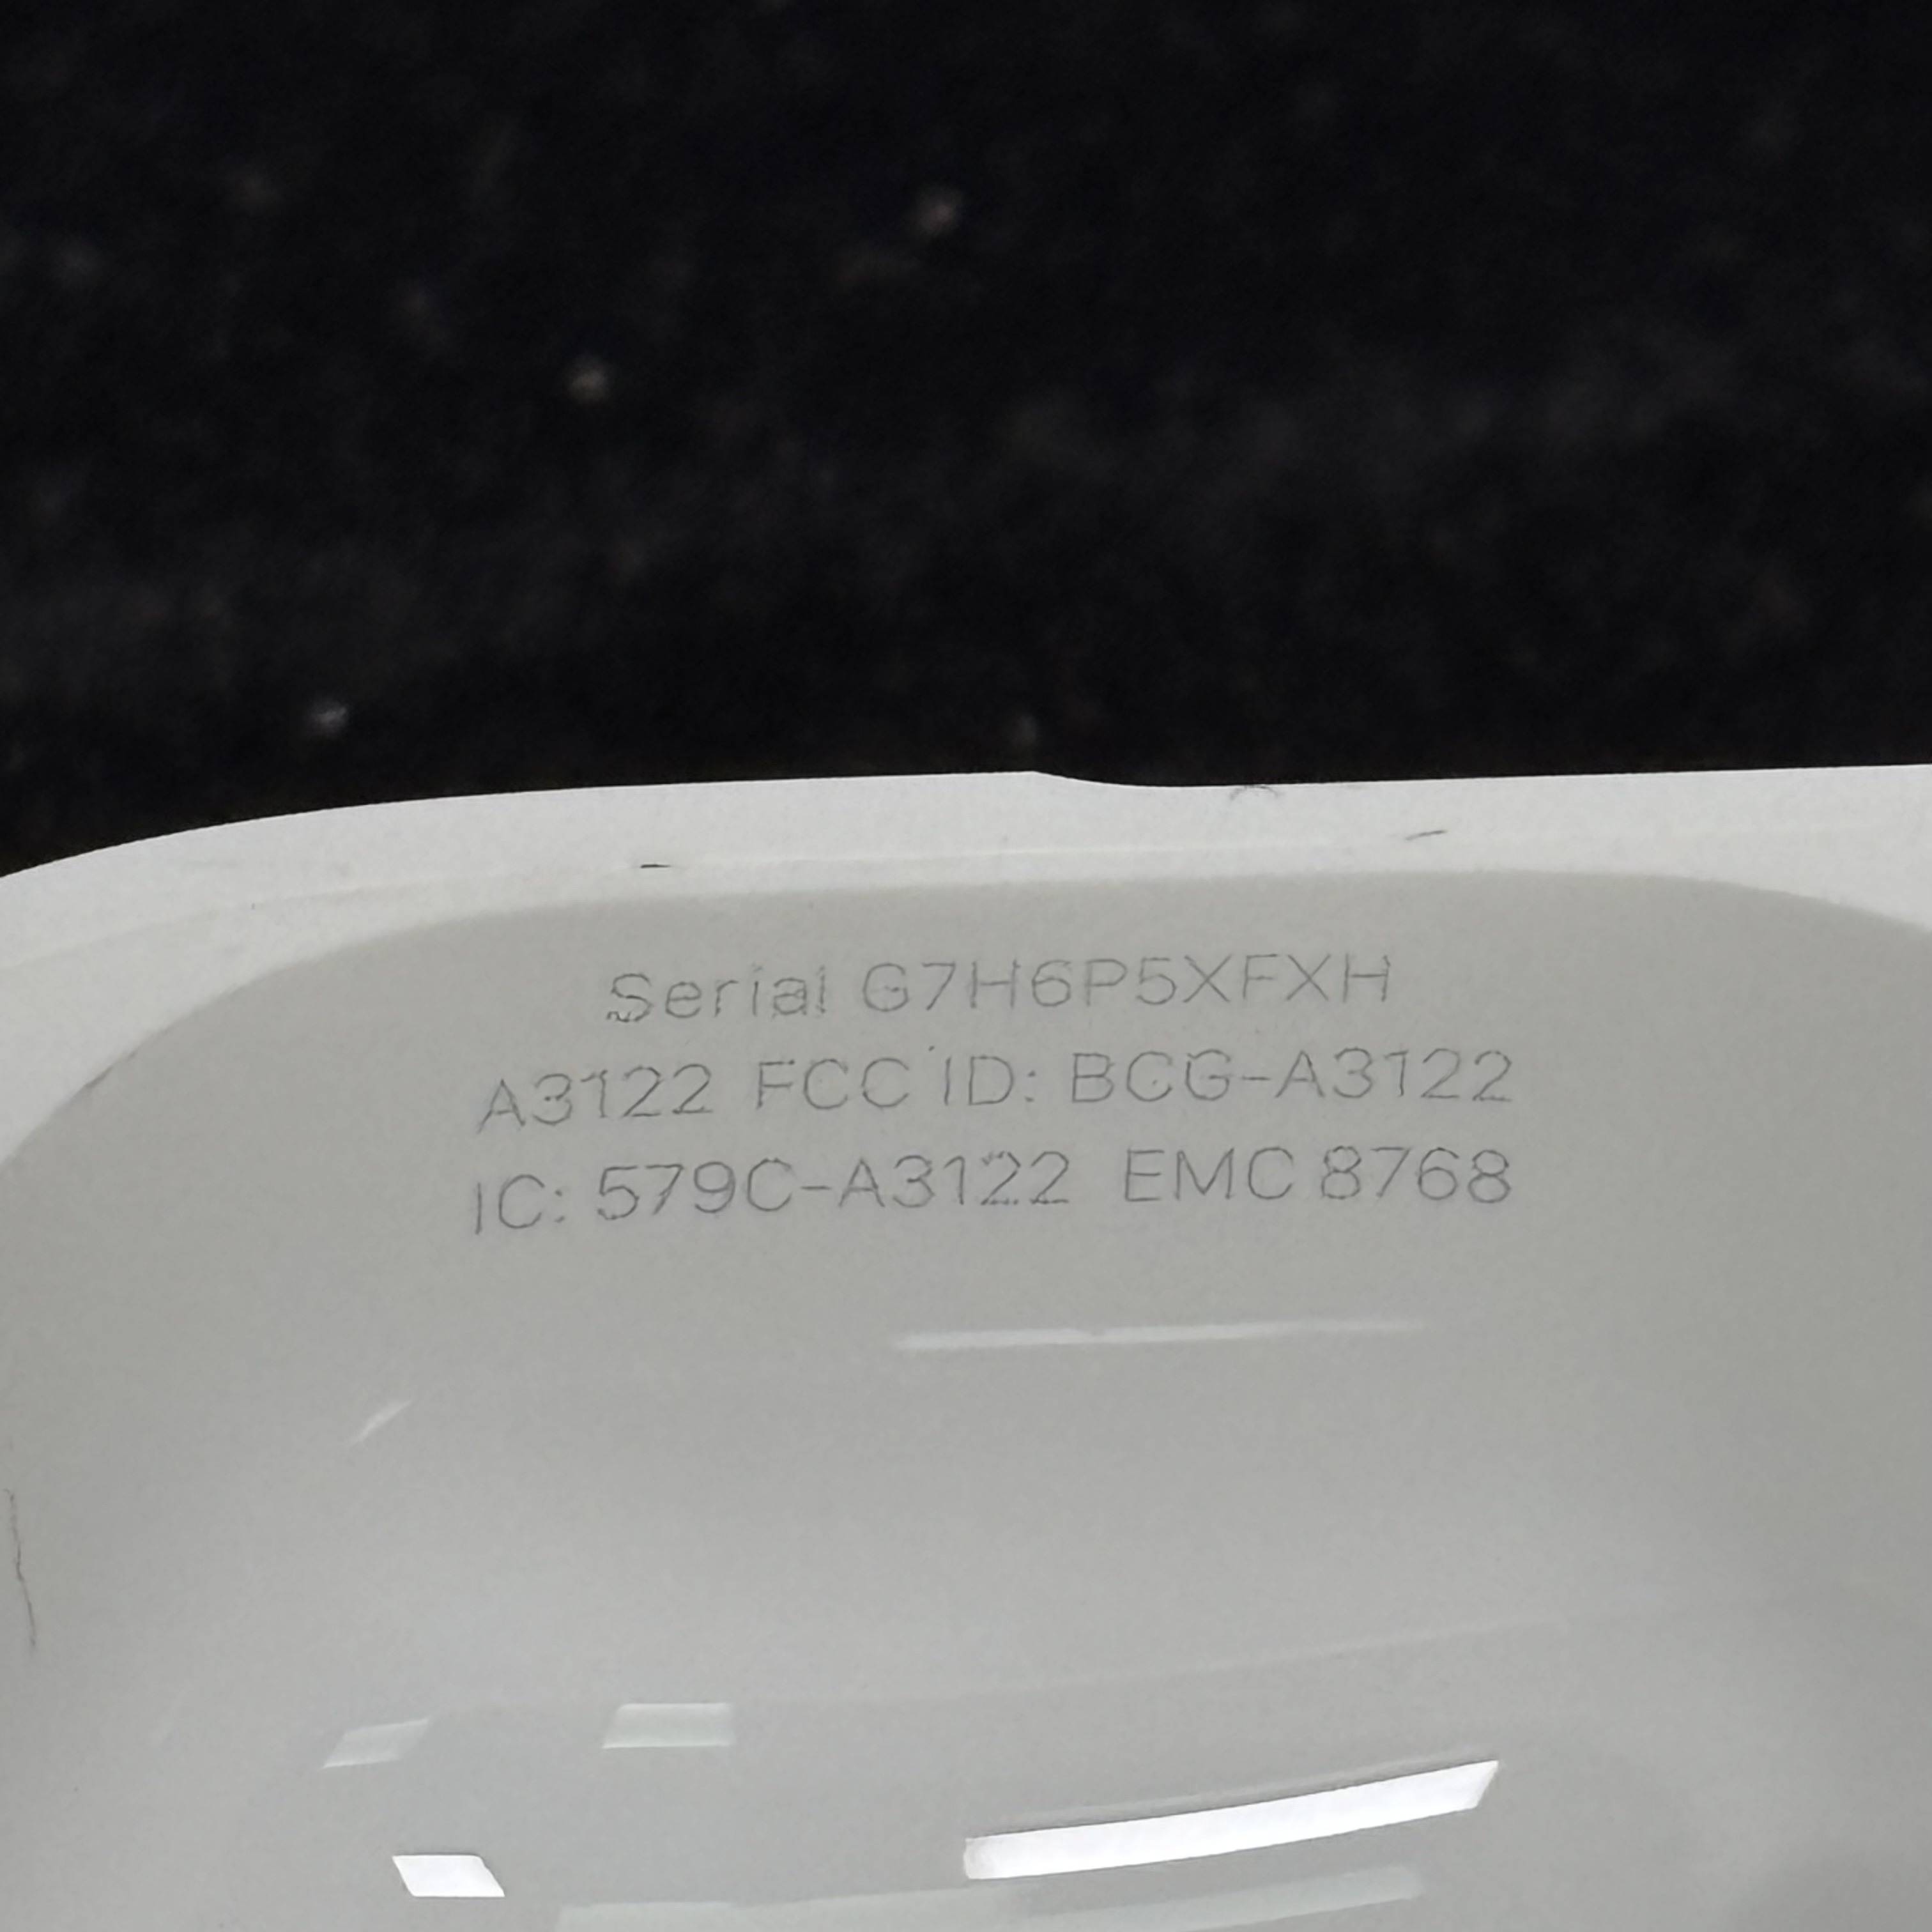 Serial G7H6P5XFXH
A3122 FCC ID: BCG-A3122
IC: 579C-A3122 EMC 8768